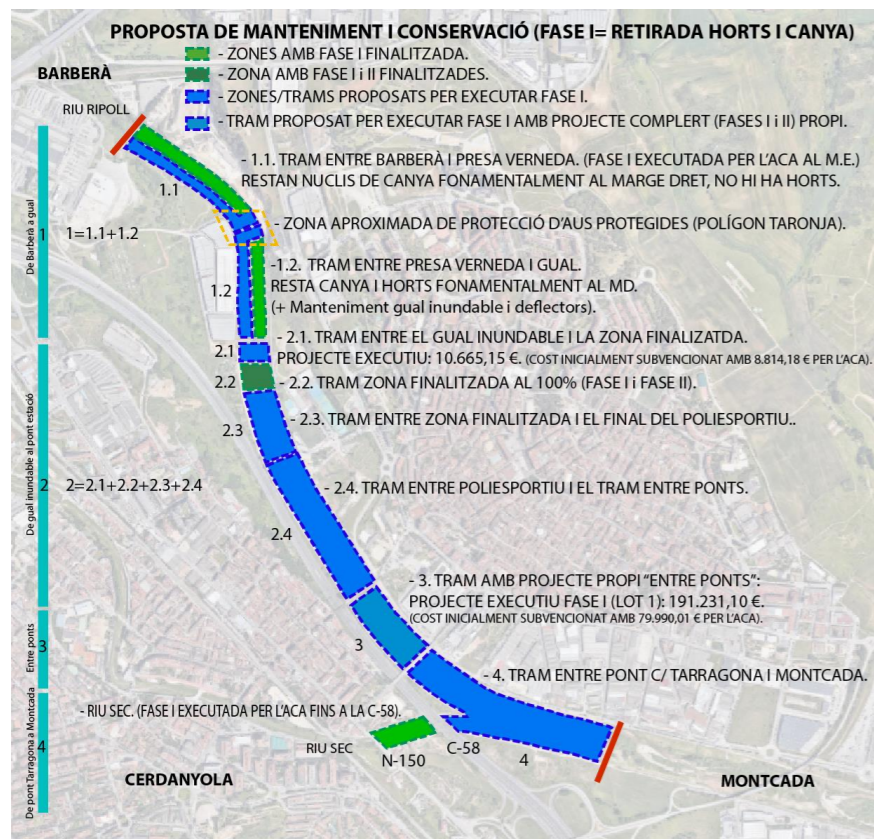 PROPOSTA DE MANTENIMENT I CONSERVACIÓ (FASE I= RETIRADA HORTS I CANYA)
- ZONES AMB FASE I FINALITZADA.
BARBERÀ
- ZONA AMB FASE I i II FINALITZADES.
- ZONES/TRAMS PROPOSATS PER EXECUTAR FASE I.
RIU RIPOLL
- TRAM PROPOSAT PER EXECUTAR FASE I AMB PROJECTE COMPLERT (FASES I i II) PROPI.
- 1.1. TRAM ENTRE BARBERÀ I PRESA VERNEDA. (FASE I EXECUTADA PER L'ACA AL M.E.)
RESTAN NUCLIS DE CANYA FONAMENTALMENT AL MARGE DRET, NO HI HA HORTS.
1.1
- ZONA APROXIMADA DE PROTECCIÓ D'AUS PROTEGIDES (POLÍGON TARONJA).
De Barberà a gual
1
1=1.1+1.2
-1.2. TRAM ENTRE PRESA VERNEDA I GUAL.
RESTA CANYA I HORTS FONAMENTALMENT AL MD.
(+ Manteniment gual inundable i deflectors).
1.2
- 2.1. TRAM ENTRE EL GUAL INUNDABLE I LA ZONA FINALIZATDA.
PROJECTE EXECUTIU: 10.665,15 €. (COST INICIALMENT SUBVENCIONAT AMB 8.814,18 € PER L'ACA).
2.1
2.2
- 2.2. TRAM ZONA FINALITZADA AL 100% (FASE I i FASE II).
2.3
- 2.3. TRAM ENTRE ZONA FINALITZADA I EL FINAL DEL POLIESPORTIU..
De gual inundable al pont estació
2
2=2.1+2.2+2.3+2.4
- 2.4. TRAM ENTRE POLIESPORTIU I EL TRAM ENTRE PONTS.
2.4
- 3. TRAM AMB PROJECTE PROPI "ENTRE PONTS":
PROJECTE EXECUTIU FASE I (LOT 1): 191.231,10 €.
(COST INICIALMENT SUBVENCIONAT AMB 79.990,01 € PER L'ACA).
Entre ponts
3
3
- 4. TRAM ENTRE PONT C/ TARRAGONA I MONTCADA.
- RIU SEC. (FASE I EXECUTADA PER L'ACA FINS A LA C-58).
De pont Tarragona a Montcada
4
RIU SEC
N-150
C-58
4
CERDANYOLA
MONTCADA